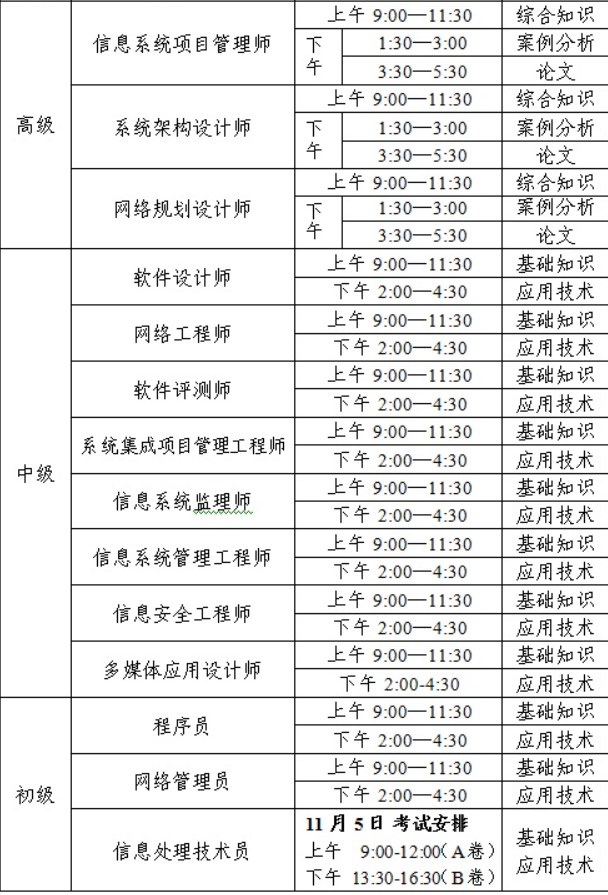 高级
信息系统项目管理师
上午 9:00—11:30 综合知识
下午
1:30—3:00 案例分析
3:30—5:30 论文
系统架构设计师
上午 9:00—11:30 综合知识
下午
1:30—3:00 案例分析
3:30—5:30 论文
网络规划设计师
上午 9:00—11:30 综合知识
下午
1:30—3:00 案例分析
3:30—5:30 论文
中级
软件设计师
上午 9:00—11:30 基础知识
下午 2:00—4:30 应用技术
网络工程师
上午 9:00—11:30 基础知识
下午 2:00—4:30 应用技术
软件评测师
上午 9:00—11:30 基础知识
下午 2:00—4:30 应用技术
系统集成项目管理工程师
上午 9:00—11:30 基础知识
下午 2:00—4:30 应用技术
信息系统监理师
上午 9:00—11:30 基础知识
下午 2:00—4:30 应用技术
信息系统管理工程师
上午 9:00—11:30 基础知识
下午 2:00—4:30 应用技术
信息安全工程师
上午 9:00—11:30 基础知识
下午 2:00—4:30 应用技术
多媒体应用设计师
上午 9:00—11:30 基础知识
下午 2:00-4:30 应用技术
初级
程序员
上午 9:00—11:30 基础知识
下午 2:00—4:30 应用技术
网络管理员
上午 9:00—11:30 基础知识
下午 2:00—4:30 应用技术
信息处理技术员
11 月 5 日 考试安排
上午 9:00-12:00（A 卷）
下午 13:30-16:30（B 卷）
基础知识
应用技术